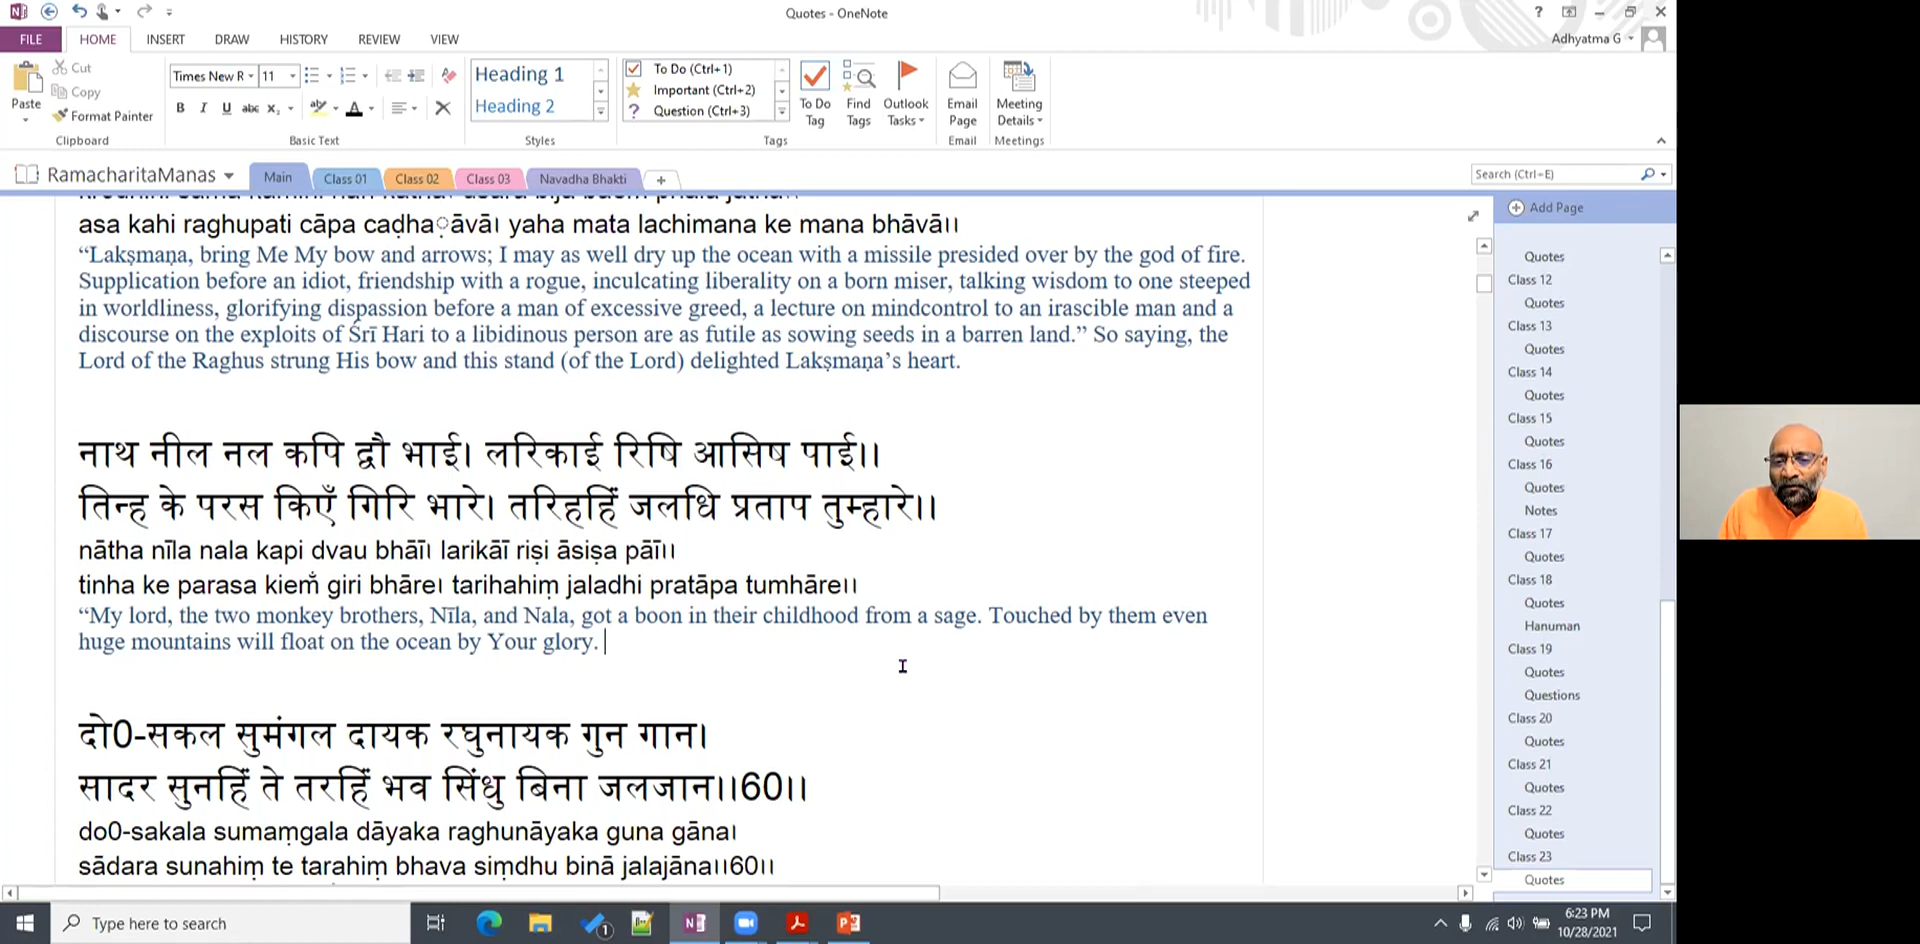 Quotes - OneNote
Adhyatma G
FILE HOME INSERT DRAW HISTORY REVIEW VIEW
Paste
Cut
Copy
Format Painter
Clipboard
Times New R 11
B I U abc x₂ A
Basic Text
Heading 1
Heading 2
Styles
To Do (Ctrl+1)
Important (Ctrl+2)
Question (Ctrl+3)
Tags
To Do Tag
Find Tags
Outlook Tasks
Email Page
Email
Meeting Details
Meetings
RamacharitaManas
Main Class 01 Class 02 Class 03 Navadha Bhakti
Search (Ctrl+E)
asa kahi raghupati cāpa caḍha़āvā। yaha mata lachimana ke mana bhāvā।।
“Lakṣmaṇa, bring Me My bow and arrows; I may as well dry up the ocean with a missile presided over by the god of fire.
Supplication before an idiot, friendship with a rogue, inculcating liberality on a born miser, talking wisdom to one steeped
in worldliness, glorifying dispassion before a man of excessive greed, a lecture on mindcontrol to an irascible man and a
discourse on the exploits of Śrī Hari to a libidinous person are as futile as sowing seeds in a barren land.” So saying, the
Lord of the Raghus strung His bow and this stand (of the Lord) delighted Lakṣmaṇa’s heart.
नाथ नील नल कपि द्वौ भाई। लरिकाई रिषि आसिष पाई।।
तिन्ह के परस किएँ गिरि भारे। तरिहहिं जलधि प्रताप तुम्हारे।।
nātha nīla nala kapi dvau bhāī। larikāī riṣi āsiṣa pāī।।
tinha ke parasa kiem̐ giri bhāre। tarihahiṃ jaladhi pratāpa tumhāre।।
“My lord, the two monkey brothers, Nīla, and Nala, got a boon in their childhood from a sage. Touched by them even
huge mountains will float on the ocean by Your glory.
दो0-सकल सुमंगल दायक रघुनायक गुन गान।
सादर सुनहिं ते तरहिं भव सिंधु बिना जलजान।।60।।
do0-sakala sumaṃgala dāyaka raghunāyaka guna gāna।
sādara sunahiṃ te tarahiṃ bhava siṃdhu binā jalajāna।।60।।
Add Page
Quotes
Class 12
Quotes
Class 13
Quotes
Class 14
Quotes
Class 15
Quotes
Class 16
Quotes
Notes
Class 17
Quotes
Class 18
Quotes
Hanuman
Class 19
Quotes
Questions
Class 20
Quotes
Class 21
Quotes
Class 22
Quotes
Class 23
Quotes
Type here to search
6:23 PM
10/28/2021